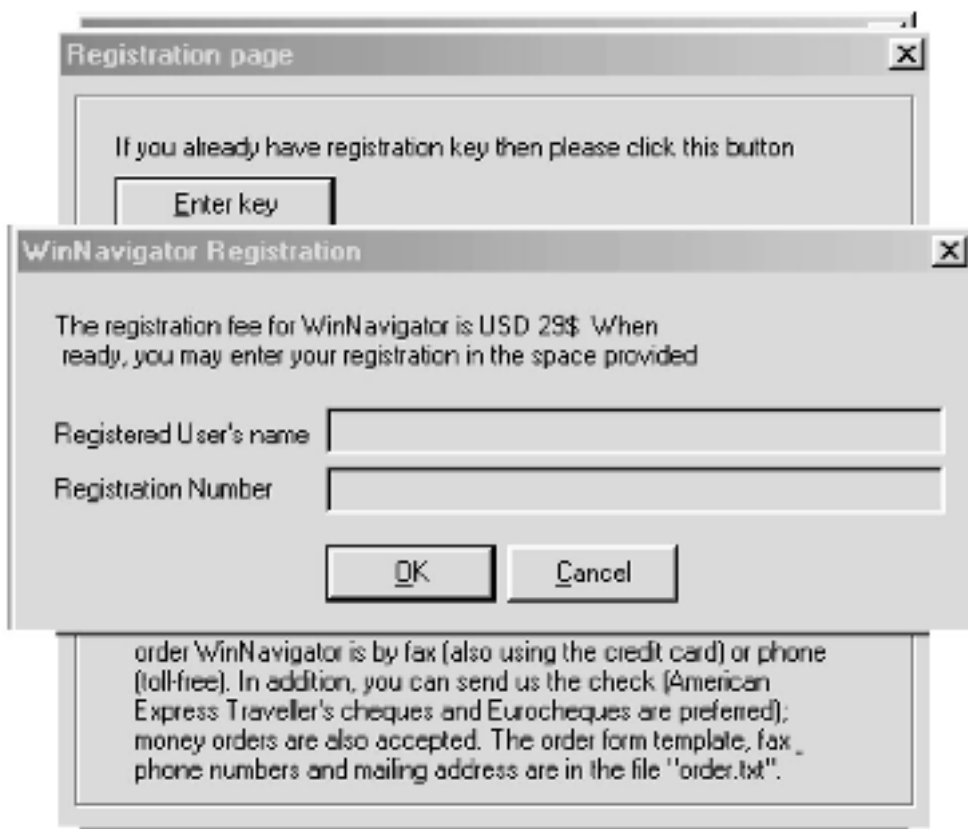 Registration page
If you already have registration key then please click this button
Enter key
WinNavigator Registration
The registration fee for WinNavigator is USD 29$ When
ready, you may enter your registration in the space provided
Registered User's name
Registration Number
OK
Cancel
order WinNavigator is by fax (also using the credit card) or phone
(toll-free). In addition, you can send us the check (American
Express Traveller's cheques and Eurocheques are preferred);
money orders are also accepted. The order form template, fax
phone numbers and mailing address are in the file "order.txt".